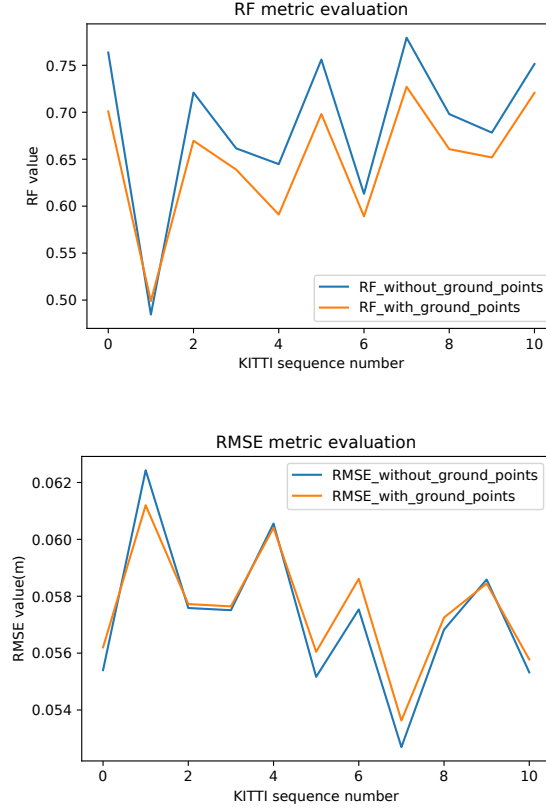 RF metric evaluation
0.75
0.70
0.65
0.60
0.55
0.50
RF value
RF_without_ground_points
RF_with_ground_points
0 2 4 6 8 10
KITTI sequence number
RMSE metric evaluation
0.062
0.060
0.058
0.056
0.054
RMSE value(m)
RMSE_without_ground_points
RMSE_with_ground_points
0 2 4 6 8 10
KITTI sequence number